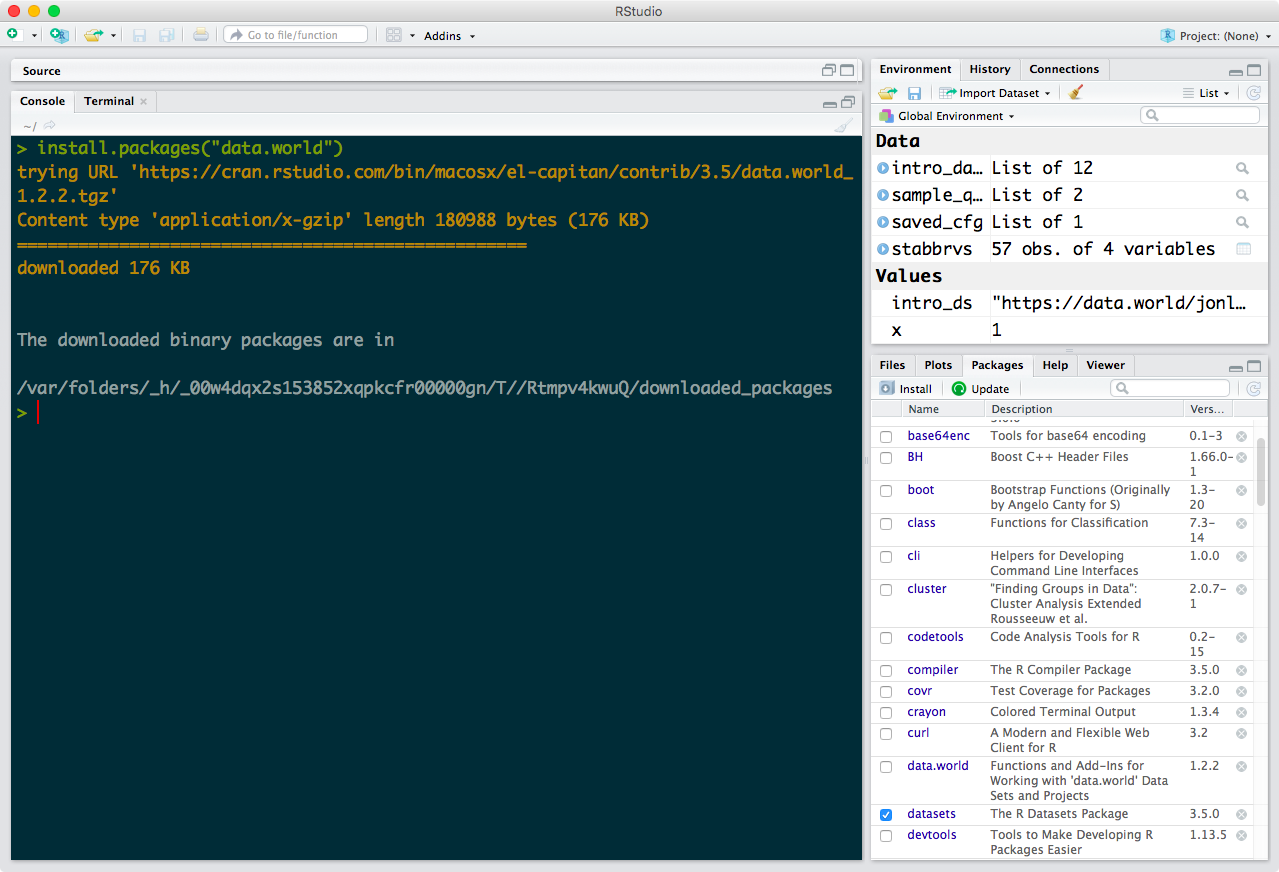 RStudio
Go to file/function
Addins
Project: (None)
Source
Console
Terminal
~/
> install.packages("data.world")
trying URL 'https://cran.rstudio.com/bin/macosx/el-capitan/contrib/3.5/data.world_
1.2.2.tgz'
Content type 'application/x-gzip' length 180988 bytes (176 KB)
==================================================
downloaded 176 KB
The downloaded binary packages are in
/var/folders/_h/_00w4dqx2s153852xqpkcfr00000gn/T//Rtmpv4kwuQ/downloaded_packages
>
Environment History Connections
Import Dataset List
Global Environment
Data
intro_da… List of 12
sample_q… List of 2
saved_cfg List of 1
stabbrvs 57 obs. of 4 variables
Values
intro_ds "https://data.world/jonl…
x 1
Files Plots Packages Help Viewer
Install Update
Name Description Vers…
base64enc Tools for base64 encoding 0.1-3
BH Boost C++ Header Files 1.66.0-
1
boot Bootstrap Functions (Originally 1.3-
by Angelo Canty for S) 20
class Functions for Classification 7.3-
14
cli Helpers for Developing 1.0.0
Command Line Interfaces
cluster "Finding Groups in Data": 2.0.7-
Cluster Analysis Extended 1
Rousseeuw et al.
codetools Code Analysis Tools for R 0.2-
15
compiler The R Compiler Package 3.5.0
covr Test Coverage for Packages 3.2.0
crayon Colored Terminal Output 1.3.4
curl A Modern and Flexible Web 3.2
Client for R
data.world Functions and Add-Ins for 1.2.2
Working with 'data.world' Data
Sets and Projects
datasets The R Datasets Package 3.5.0
devtools Tools to Make Developing R 1.13.5
Packages Easier